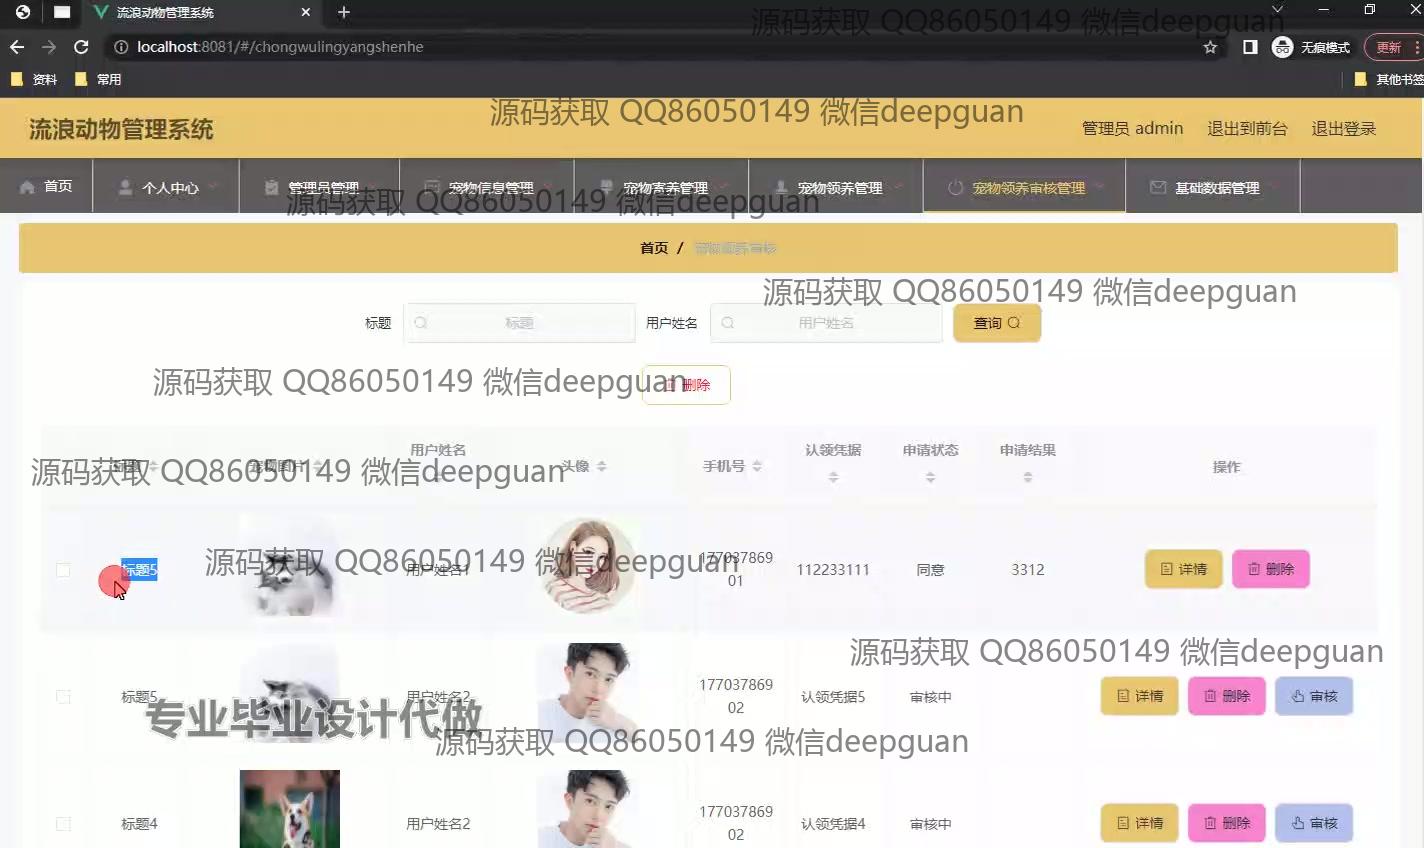 流浪动物管理系统
源码获取 QQ86050149 微信deepguan
localhost:8081/#/chongwulingyangshenhe
无痕模式
更新
资料
常用
其他书签
流浪动物管理系统
源码获取 QQ86050149 微信deepguan
管理员 admin
退出到前台
退出登录
首页
个人中心
管理员管理
宠物信息管理
宠物寄养管理
宠物领养管理
宠物领养审核管理
基础数据管理
源码获取 QQ86050149 微信deepguan
首页 / 宠物领养审核
源码获取 QQ86050149 微信deepguan
标题
标题
用户姓名
用户姓名
查询
源码获取 QQ86050149 微信deepguan
删除
标题
宠物图片
用户姓名
头像
手机号
认领凭据
申请状态
申请结果
操作
源码获取 QQ86050149 微信deepguan
标题5
用户姓名1
177037869
01
112233111
同意
3312
详情
删除
源码获取 QQ86050149 微信deepguan
源码获取 QQ86050149 微信deepguan
标题5
用户姓名2
177037869
02
认领凭据5
审核中
详情
删除
审核
专业毕业设计代做
源码获取 QQ86050149 微信deepguan
标题4
用户姓名2
177037869
02
认领凭据4
审核中
详情
删除
审核